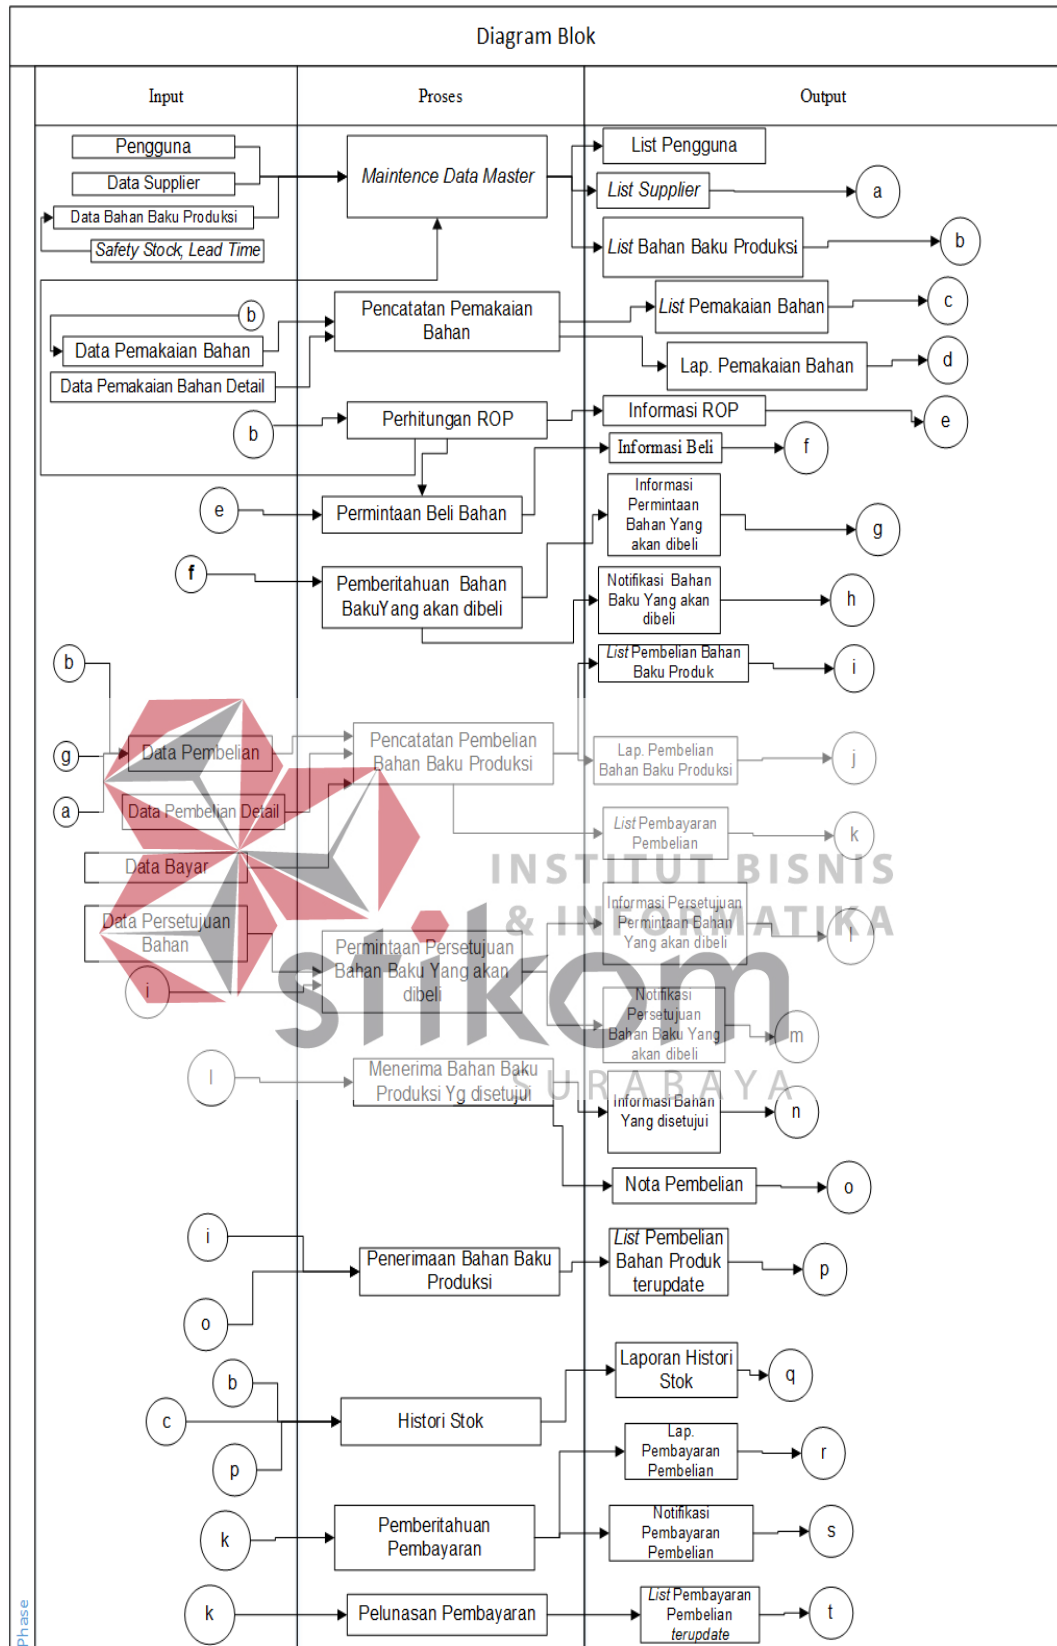 Diagram Blok
Input
Proses
Output
Pengguna
Data Supplier
Data Bahan Baku Produksi
Safety Stock, Lead Time
Maintence Data Master
List Pengguna
List Supplier
a
List Bahan Baku Produksi
b
b
Data Pemakaian Bahan
Data Pemakaian Bahan Detail
Pencatatan Pemakaian
Bahan
List Pemakaian Bahan
c
Lap. Pemakaian Bahan
d
b
Perhitungan ROP
Informasi ROP
e
Informasi Beli
f
e
Permintaan Beli Bahan
Informasi
Permintaan
Bahan Yang
akan dibeli
g
f
Pemberitahuan Bahan
BakuYang akan dibeli
Notifikasi Bahan
Baku Yang akan
dibeli
h
List Pembelian Bahan
Baku Produk
i
b
g
a
Data Pembelian
Data Pembelian Detail
Data Bayar
Pencatatan Pembelian
Bahan Baku Produksi
Lap. Pembelian
Bahan Baku Produksi
j
List Pembayaran
Pembelian
k
INSTITUT BISNIS
& INFORMATIKA
stikom
SURABAYA
Data Persetujuan
Bahan
i
Permintaan Persetujuan
Bahan Baku Yang akan
dibeli
Informasi Persetujuan
Permintaan Bahan
Yang akan dibeli
l
Notifikasi
Persetujuan
Bahan Baku Yang
akan dibeli
m
l
Menerima Bahan Baku
Produksi Yg disetujui
Informasi Bahan
Yang disetujui
n
Nota Pembelian
o
i
o
Penerimaan Bahan Baku
Produksi
List Pembelian
Bahan Produk
terupdate
p
b
c
p
Histori Stok
Laporan Histori
Stok
q
Lap.
Pembayaran
Pembelian
r
k
Pemberitahuan
Pembayaran
Notifikasi
Pembayaran
Pembelian
s
k
Pelunasan Pembayaran
List Pembayaran
Pembelian
terupdate
t
Phase